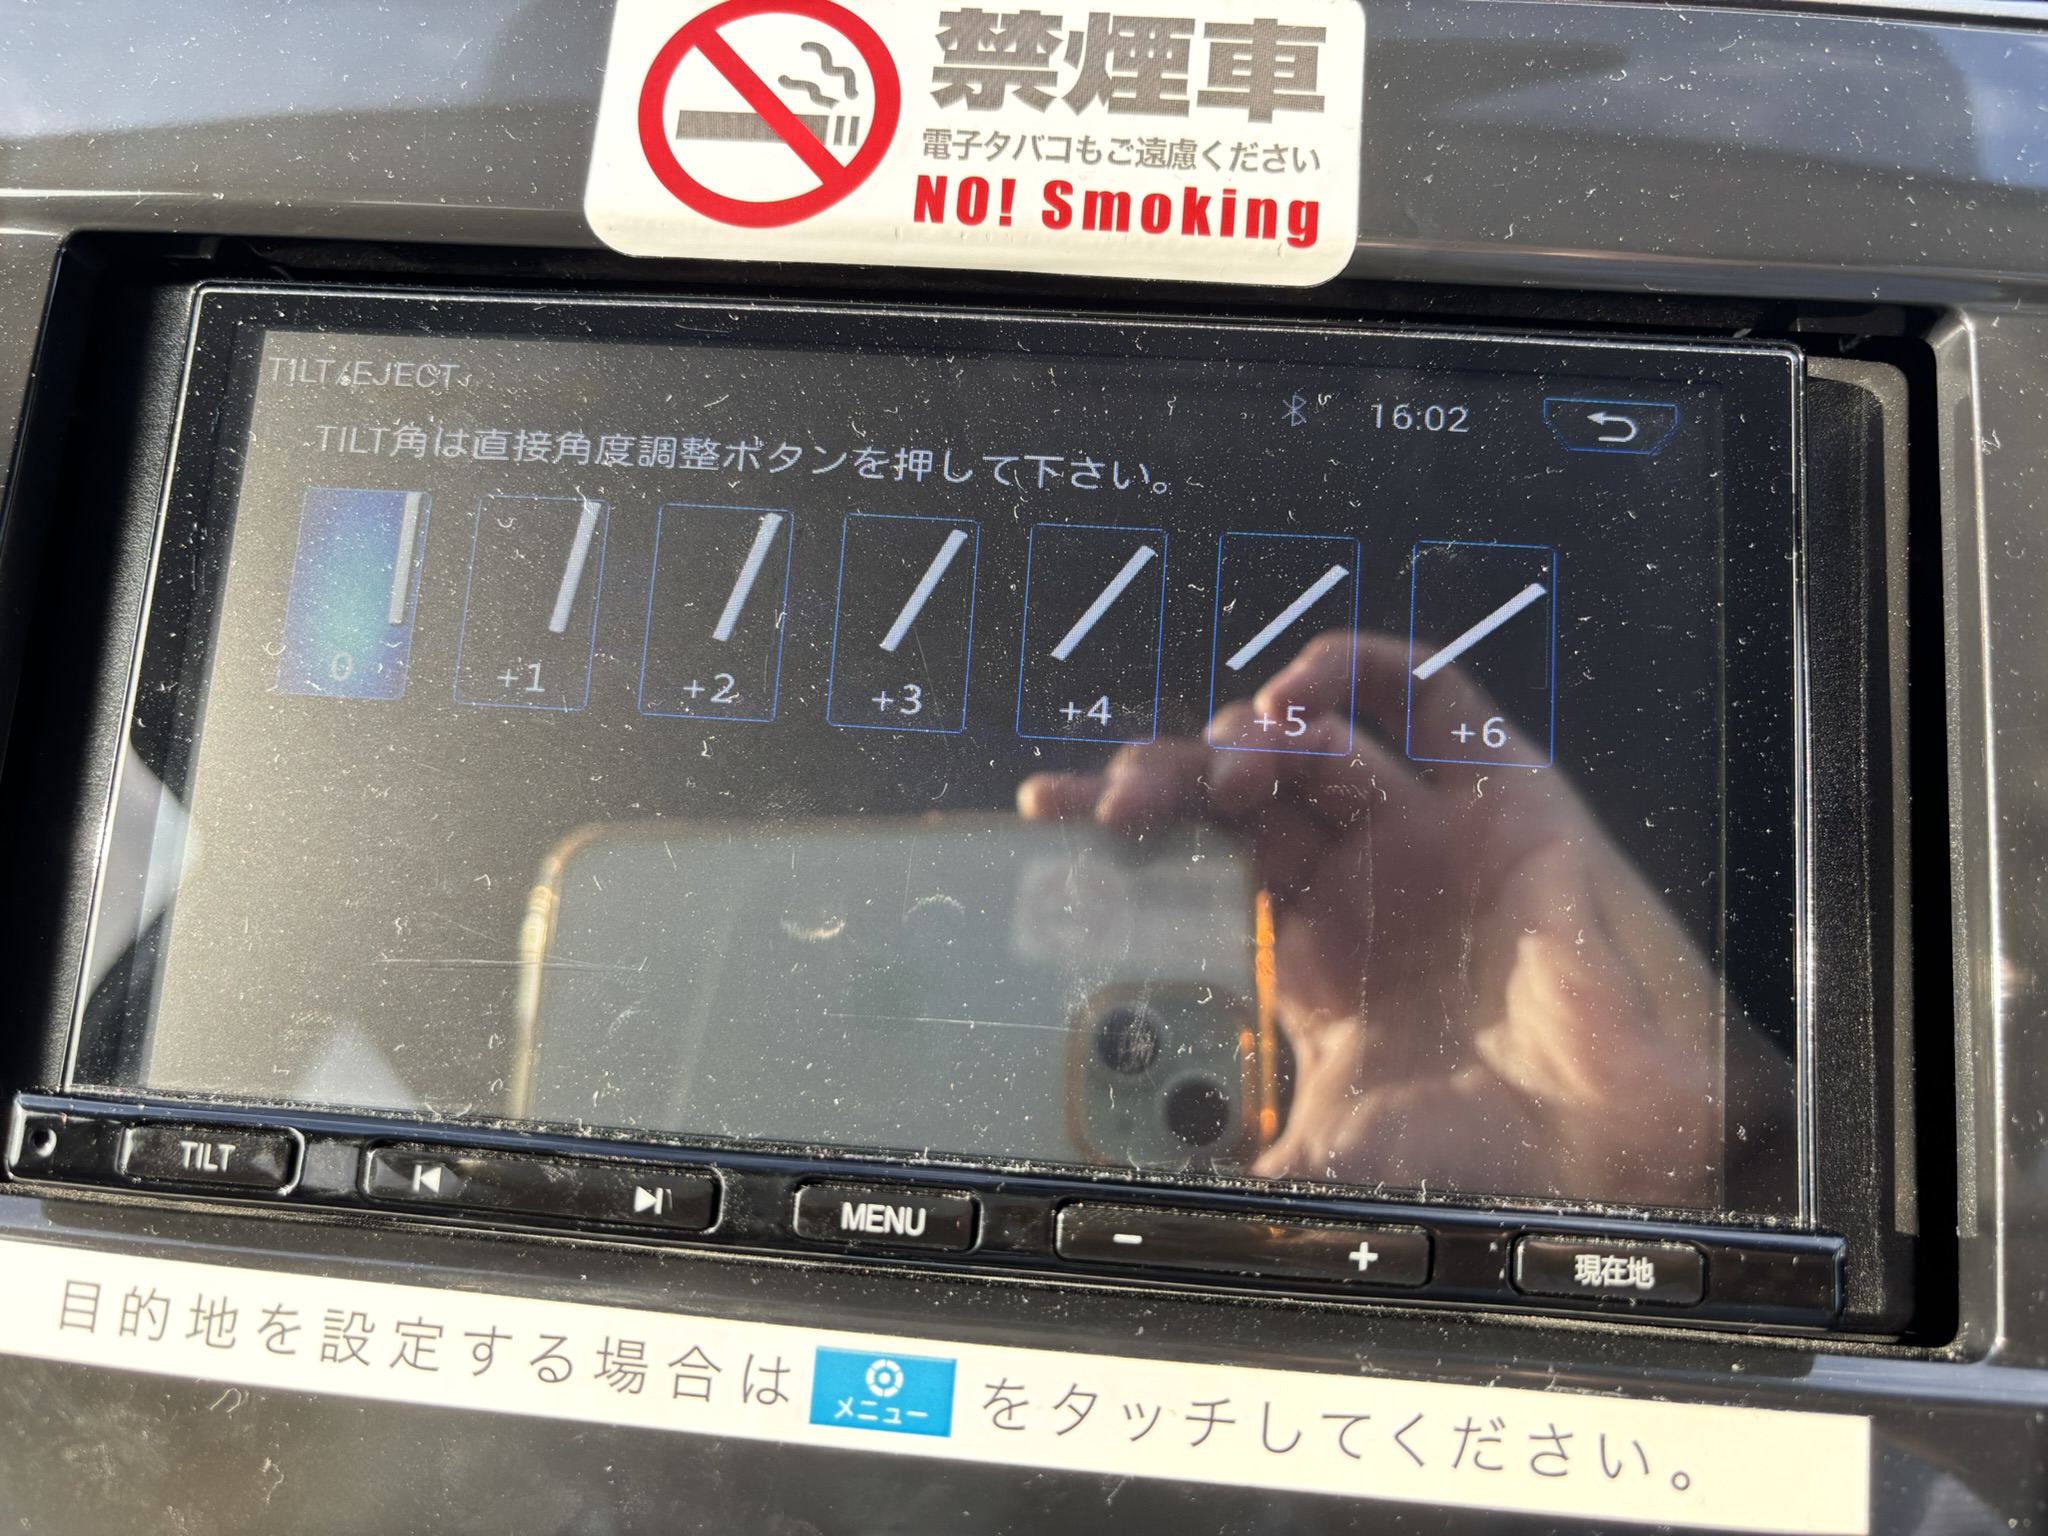 禁煙車
電子タバコもご遠慮ください
NO! Smoking
TILT/EJECT
16:02
TILT角は直接角度調整ボタンを押して下さい。
0 +1 +2 +3 +4 +5 +6
TILT MENU − + 現在地
目的地を設定する場合は メニュー をタッチしてください。